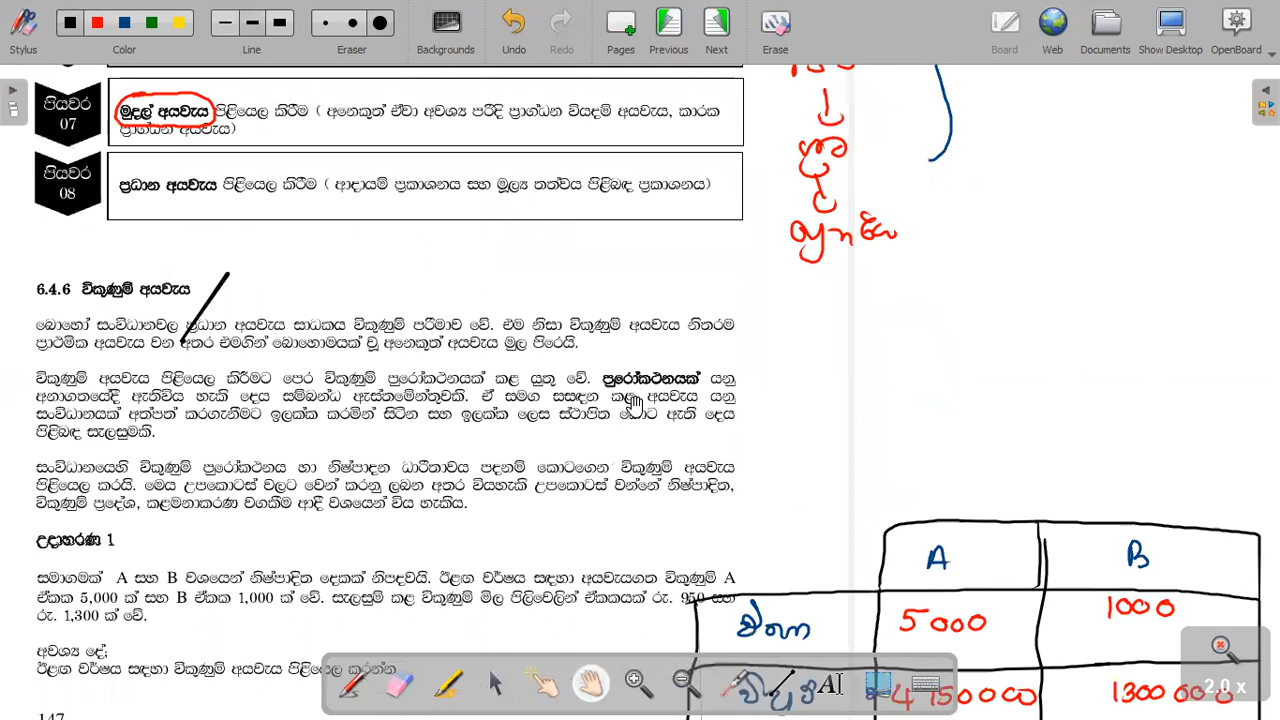 Stylus
Color
Line
Eraser
Backgrounds
Undo
Redo
Pages
Previous
Next
Erase
Board
Web
Documents
Show Desktop
OpenBoard
පියවර 07
මුදල් අයවැය පිළියෙල කිරීම ( අනෙකුත් ඒවා අවශ්‍ය පරිදි ප්‍රාග්ධන වියදම් අයවැය, කාරක
ප්‍රාග්ධන අයවැය)
පියවර 08
ප්‍රධාන අයවැය පිළියෙල කිරීම ( ආදායම් ප්‍රකාශනය සහ මූල්‍ය තත්වය පිළිබඳ ප්‍රකාශනය)
6.4.6 විකුණුම් අයවැය
බොහෝ සංවිධානවල ප්‍රධාන අයවැය සාධකය විකුණුම් පරිමාව වේ. එම නිසා විකුණුම් අයවැය නිතරම
ප්‍රාථමික අයවැය වන අතර එමගින් බොහොමයක් වූ අනෙකුත් අයවැය මුල පිරෙයි.
විකුණුම් අයවැය පිළියෙල කිරීමට පෙර විකුණුම් පුරෝකථනයක් කළ යුතු වේ. පුරෝකථනයක් යනු
අනාගතයේදී ඇතිවිය හැකි දෙය සම්බන්ධ ඇස්තමේන්තුවකි. ඒ සමග සසඳන කළ අයවැය යනු
සංවිධානයක් අත්පත් කරගැනීමට ඉලක්ක කරමින් සිටින සහ ඉලක්ක ලෙස ස්ථාපිත කොට ඇති දෙය
පිළිබඳ සැලසුමකි.
සංවිධානයෙහි විකුණුම් පුරෝකථනය හා නිෂ්පාදන ධාරිතාවය පදනම් කොටගෙන විකුණුම් අයවැය
පිළියෙල කරයි. මෙය උපකොටස් වලට වෙන් කරනු ලබන අතර වියහැකි උපකොටස් වන්නේ නිෂ්පාදිත,
විකුණුම් ප්‍රදේශ, කළමනාකරණ වගකීම් ආදී වශයෙන් විය හැකිය.
උදාහරණ 1
සමාගමක් A සහ B වශයෙන් නිෂ්පාදිත දෙකක් නිපදවයි. ඊළඟ වර්ෂය සඳහා අයවැයගත විකුණුම් A
ඒකක 5,000 ක් සහ B ඒකක 1,000 ක් වේ. සැලසුම් කළ විකුණුම් මිල පිලිවෙලින් ඒකකයක් රු. 950 සහ
රු. 1,300 ක් වේ.
අවශ්‍ය දේ;
ඊළඟ වර්ෂය සඳහා විකුණුම් අයවැය පිළියෙල කරන්න
A B
5000 1000
4750000 1300000
147
2.0 x